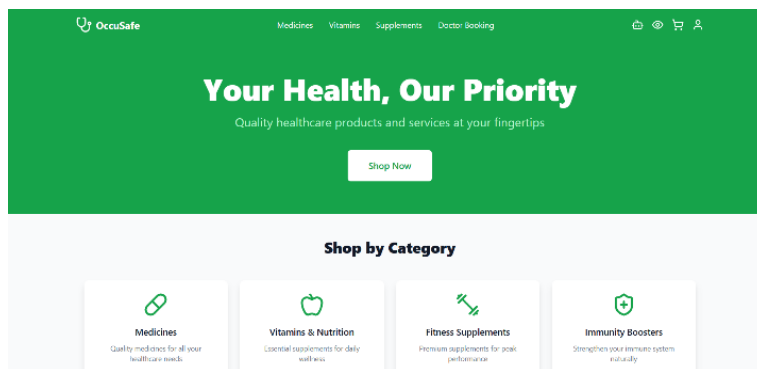 OccuSafe
Medicines Vitamins Supplements Doctor Booking
Your Health, Our Priority
Quality healthcare products and services at your fingertips
Shop Now
Shop by Category
Medicines
Quality medicines for all your
healthcare needs
Vitamins & Nutrition
Essential supplements for daily
wellness
Fitness Supplements
Premium supplements for peak
performance
Immunity Boosters
Strengthen your immune system
naturally